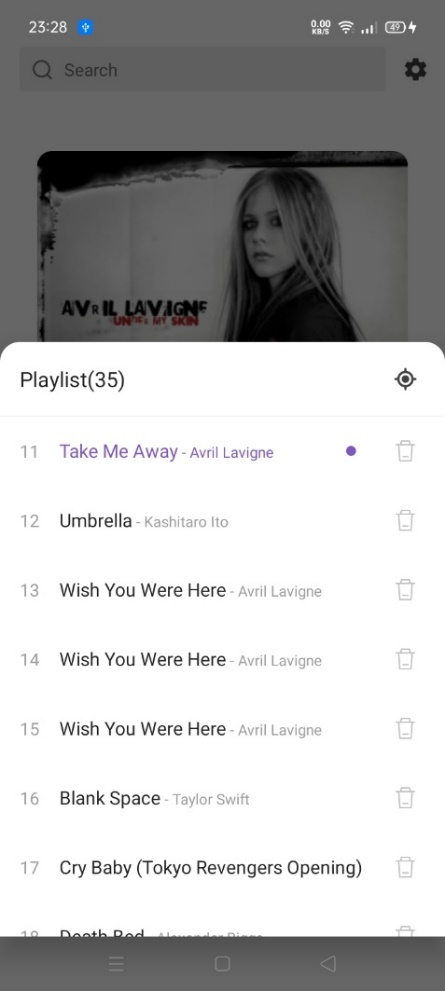 23:28
0.00
KB/S
49
Search
AVRIL LAVIGNE
UNDER MY SKIN
Playlist(35)
11 Take Me Away - Avril Lavigne
12 Umbrella - Kashitaro Ito
13 Wish You Were Here - Avril Lavigne
14 Wish You Were Here - Avril Lavigne
15 Wish You Were Here - Avril Lavigne
16 Blank Space - Taylor Swift
17 Cry Baby (Tokyo Revengers Opening)
18 Death Bed - Alexander